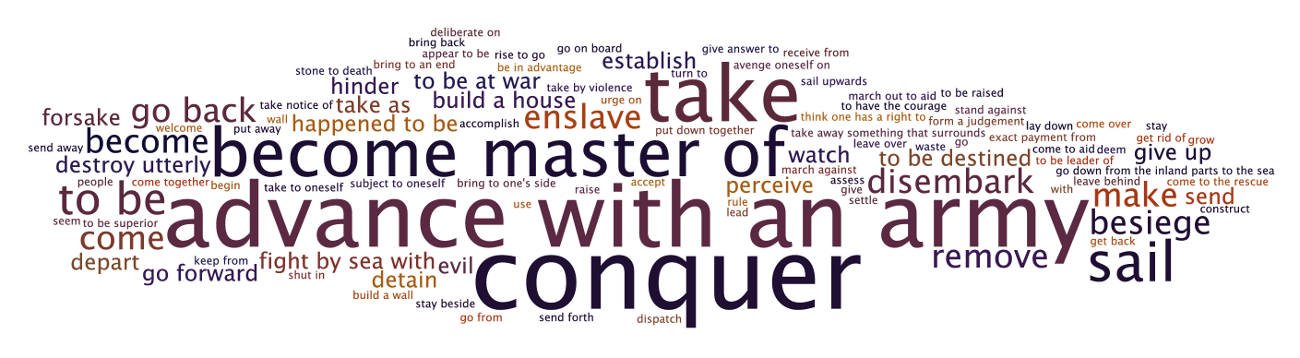 deliberate on
bring back
appear to be
rise to go
go on board
give answer to
receive from
stone to death
bring to an end
be in advantage
establish
turn to
avenge oneself on
hinder
to be at war
take by violence
take
sail upwards
forsake
go back
take notice of
take as
build a house
urge on
march out to aid
to be raised
to have the courage
stand against
wall
welcome
put away
happened to be
accomplish
enslave
think one has a right to
form a judgement
lay down
come over
stay
become
become master of
put down together
take away something that surrounds
exact payment from
get rid of
grow
send away
destroy utterly
watch
leave over
waste
go
come to aid
deem
give up
march against
to be destined
to be leader of
go down from the inland parts to the sea
people
come together
begin
take to oneself
subject to oneself
bring to one's side
raise
accept
perceive
assess
give
settle
disembark
with
leave behind
come to the rescue
to be
use
rule
lead
make
send
construct
seem
to be superior
advance with an army
besiege
come
get back
depart
go forward
keep from
shut in
fight by sea with
evil
detain
conquer
remove
sail
build a wall
stay beside
go from
send forth
dispatch